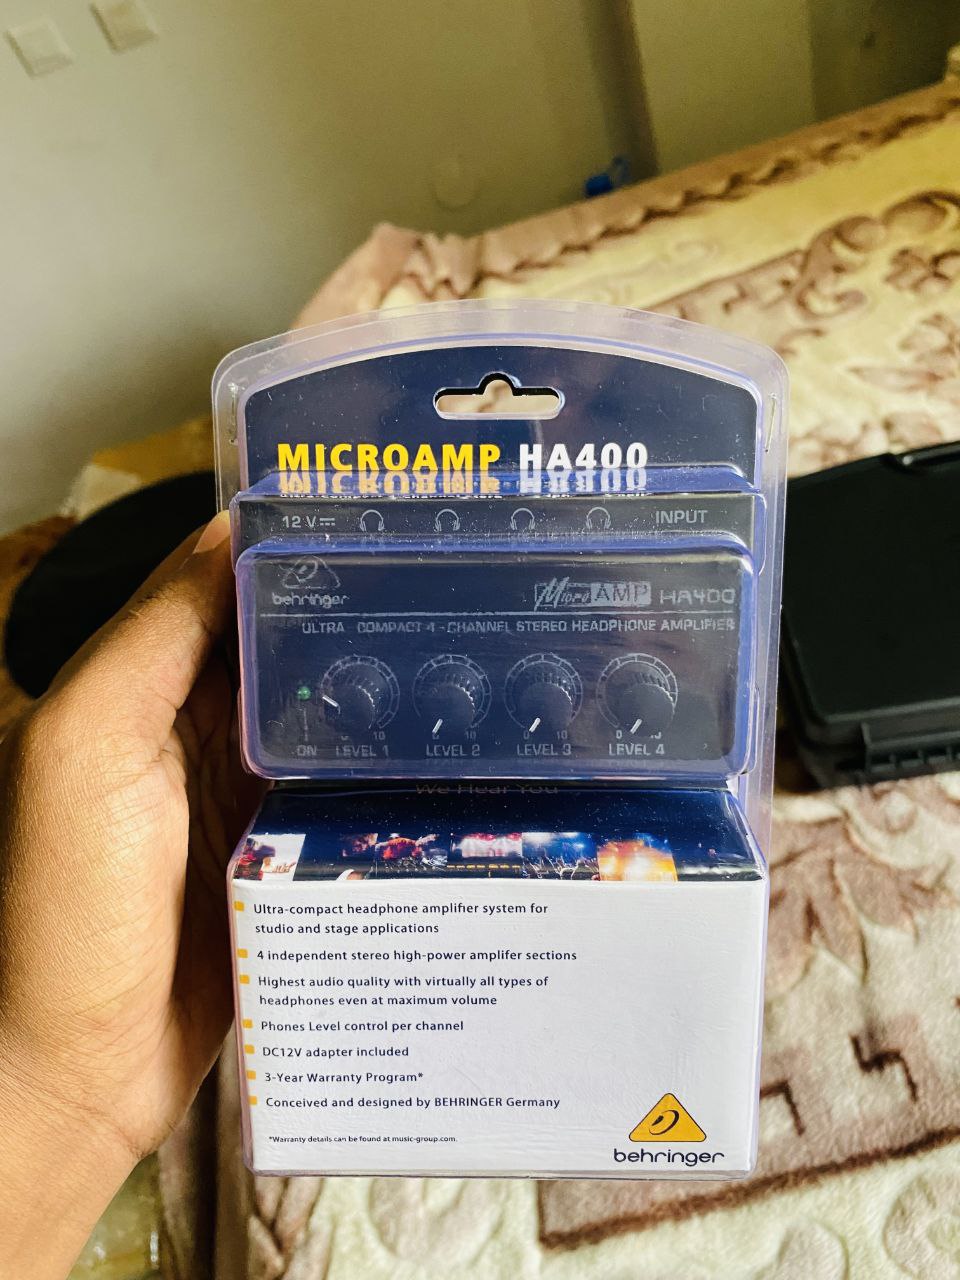 MICROAMP HA400
12 V
INPUT
behringer
MicroAMP HA400
ULTRA-COMPACT 4-CHANNEL STEREO HEADPHONE AMPLIFIER
0 10 0 10 0 10
ON LEVEL 1 LEVEL 2 LEVEL 3 LEVEL 4
We Hear You
Ultra-compact headphone amplifier system for
studio and stage applications
4 independent stereo high-power amplifer sections
Highest audio quality with virtually all types of
headphones even at maximum volume
Phones Level control per channel
DC12V adapter included
3-Year Warranty Program*
Conceived and designed by BEHRINGER Germany
*Warranty details can be found at music-group.com.
behringer